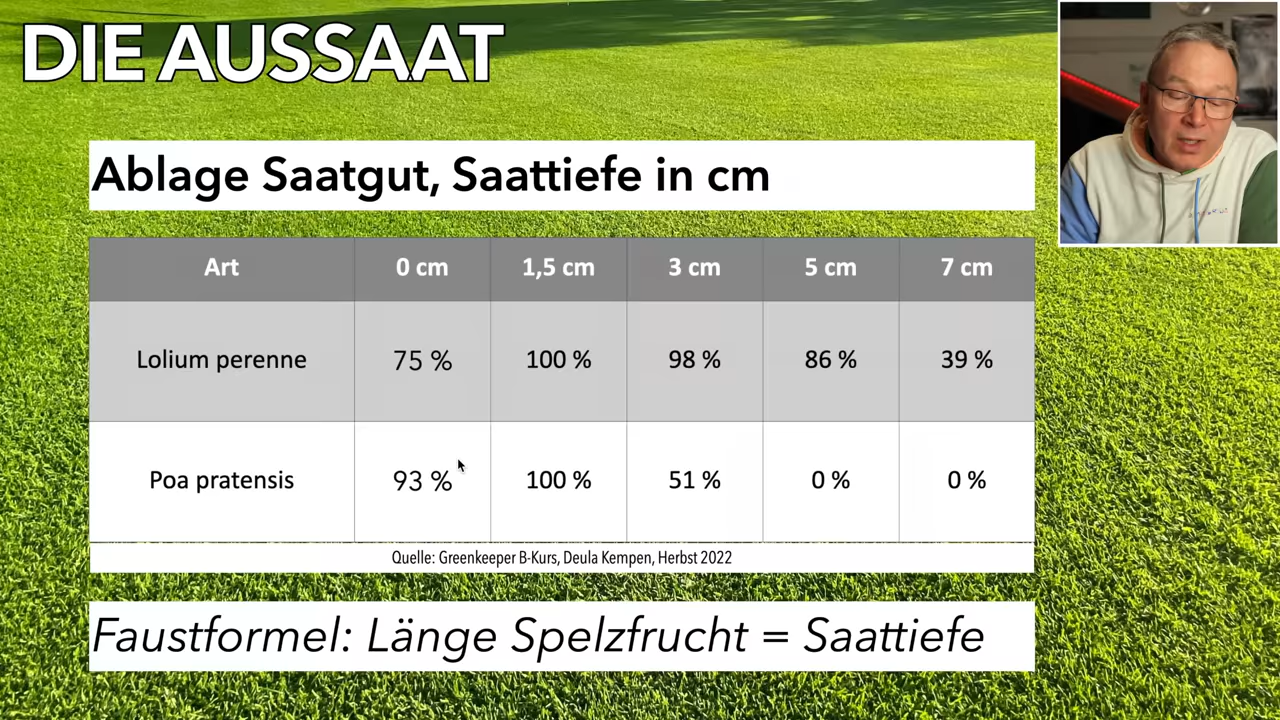 DIE AUSSAAT
Ablage Saatgut, Saattiefe in cm
Art 0 cm 1,5 cm 3 cm 5 cm 7 cm
Lolium perenne 75 % 100 % 98 % 86 % 39 %
Poa pratensis 93 % 100 % 51 % 0 % 0 %
Quelle: Greenkeeper B-Kurs, Deula Kempen, Herbst 2022
Faustformel: Länge Spelzfrucht = Saattiefe